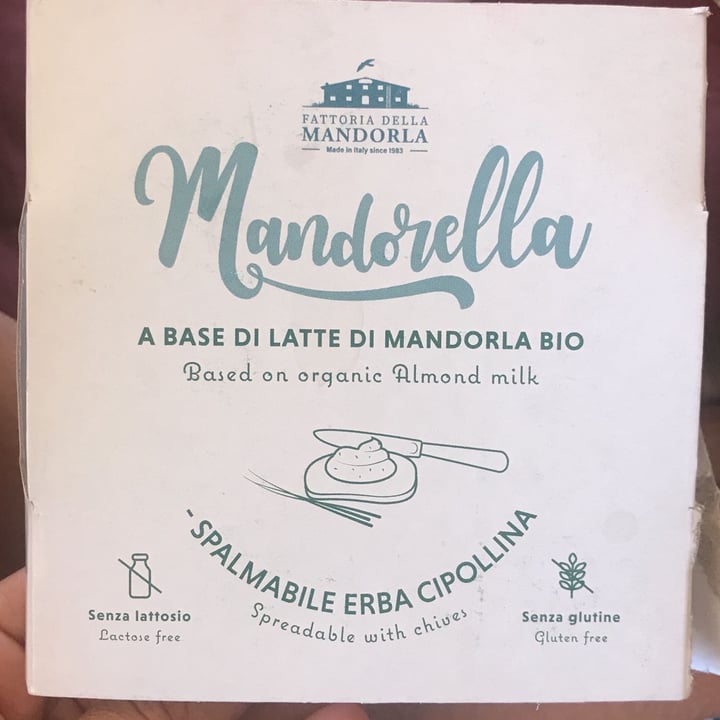 FATTORIA DELLA
MANDORLA
Made in Italy since 1983
Mandorella
A BASE DI LATTE DI MANDORLA BIO
Based on organic Almond milk
- SPALMABILE ERBA CIPOLLINA
Spreadable with chives
Senza lattosio
Lactose free
Senza glutine
Gluten free